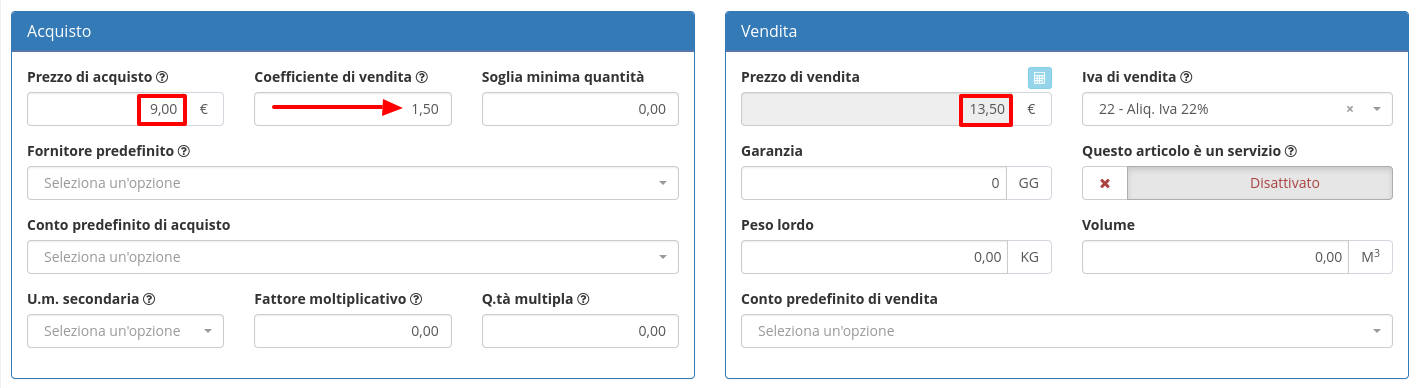 Acquisto
Prezzo di acquisto Coefficiente di vendita Soglia minima quantità
9,00 € 1,50 0,00
Fornitore predefinito
Seleziona un'opzione
Conto predefinito di acquisto
Seleziona un'opzione
U.m. secondaria Fattore moltiplicativo Q.tà multipla
Seleziona un'opzione 0,00 0,00
Vendita
Prezzo di vendita Iva di vendita
13,50 € 22 - Aliq. Iva 22%
Garanzia Questo articolo è un servizio
0 GG Disattivato
Peso lordo Volume
0,00 KG 0,00 M³
Conto predefinito di vendita
Seleziona un'opzione